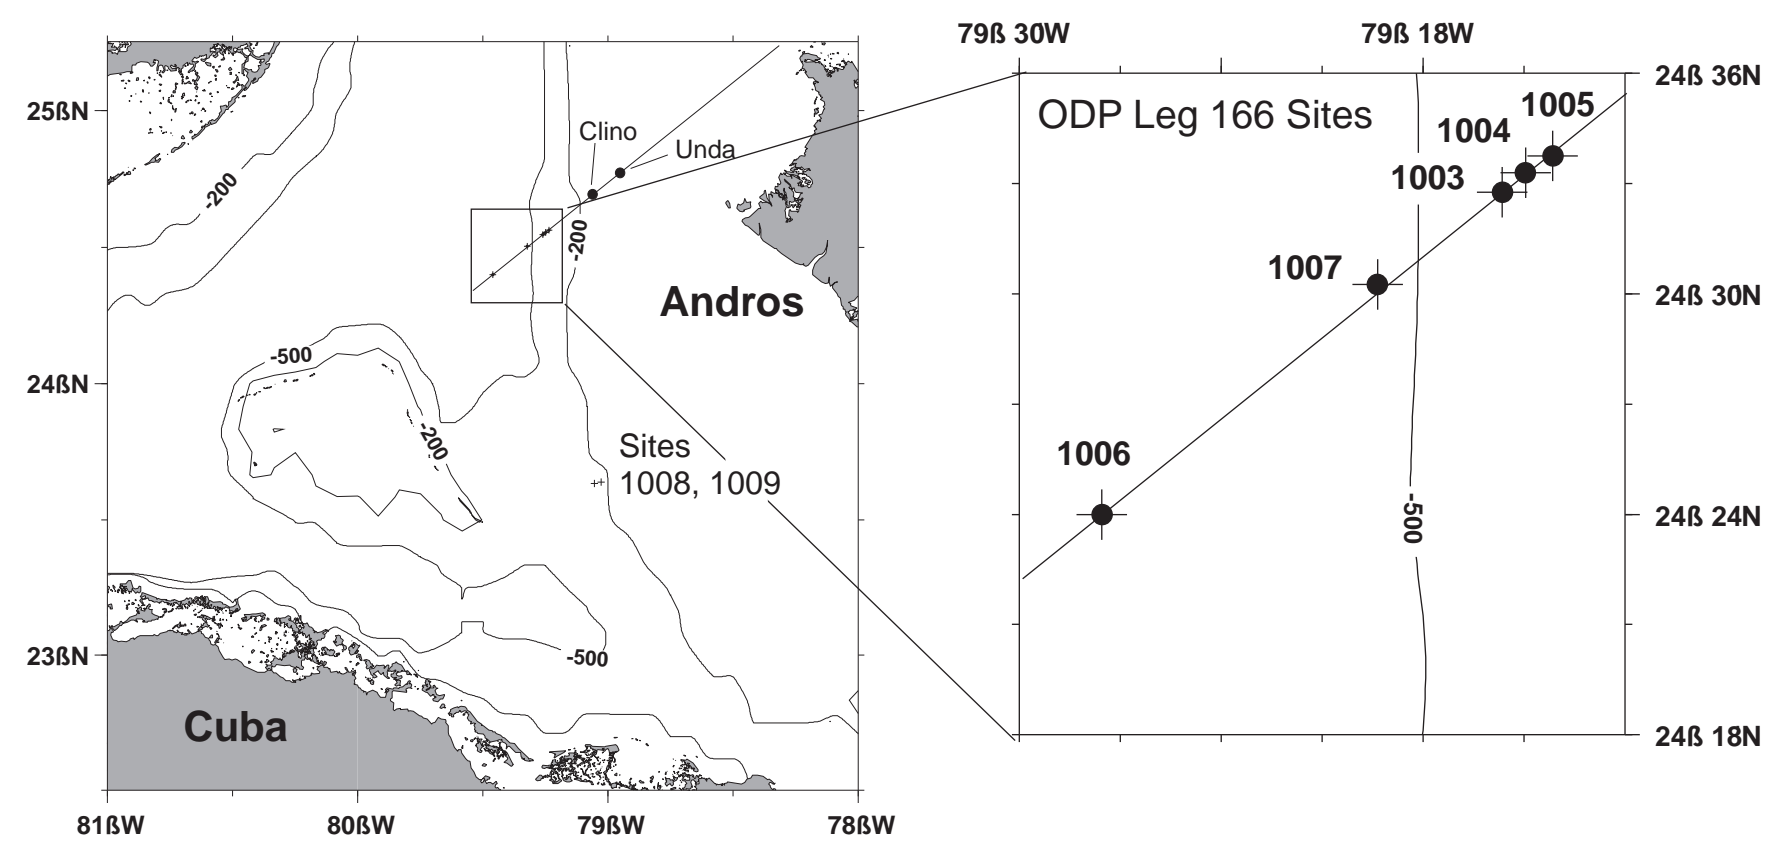 79ß 30W
79ß 18W
24ß 36N
ODP Leg 166 Sites
1005
1004
1003
1007
24ß 30N
1006
-500
24ß 24N
24ß 18N
25ßN
Clino
Unda
-200
-200
Andros
-500
24ßN
-200
Sites
1008, 1009
23ßN
-500
Cuba
81ßW
80ßW
79ßW
78ßW